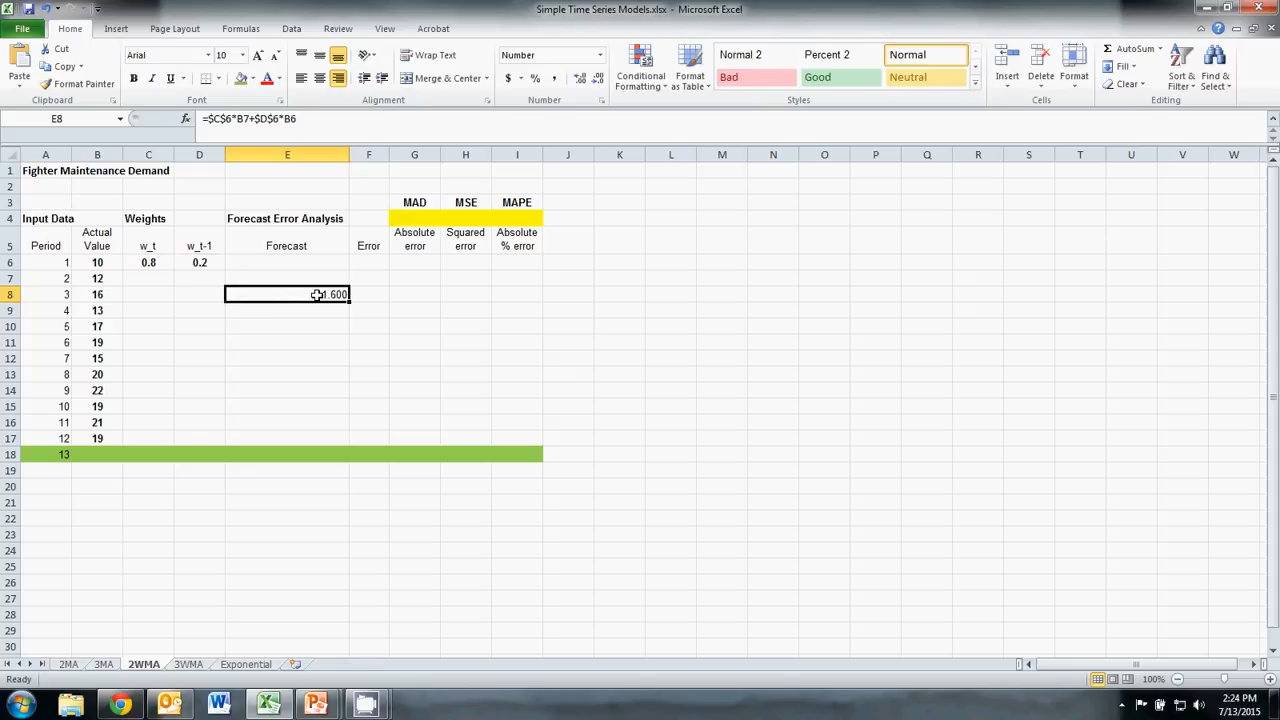 Simple Time Series Models.xlsx - Microsoft Excel
File Home Insert Page Layout Formulas Data Review View Acrobat
Paste Cut Copy Format Painter Clipboard
Arial 10 B I U Font
Wrap Text Merge & Center Alignment
Number $ % , Number
Conditional Formatting Format as Table Normal 2 Percent 2 Normal Bad Good Neutral Styles
Insert Delete Format Cells
AutoSum Fill Clear Sort & Filter Find & Select Editing
E8 fx =$C$6*B7+$D$6*B6
A B C D E F G H I J K L M N O P Q R S T U V W
1 Fighter Maintenance Demand
2
3 MAD MSE MAPE
4 Input Data Weights Forecast Error Analysis
Actual Absolute Squared Absolute
5 Period Value w_t w_t-1 Forecast Error error error % error
6 1 10 0.8 0.2
7 2 12
8 3 16 1.600
9 4 13
10 5 17
11 6 19
12 7 15
13 8 20
14 9 22
15 10 19
16 11 21
17 12 19
18 13
19
20
21
22
23
24
25
26
27
28
29
30
2MA 3MA 2WMA 3WMA Exponential
Ready 100%
2:24 PM
7/13/2015